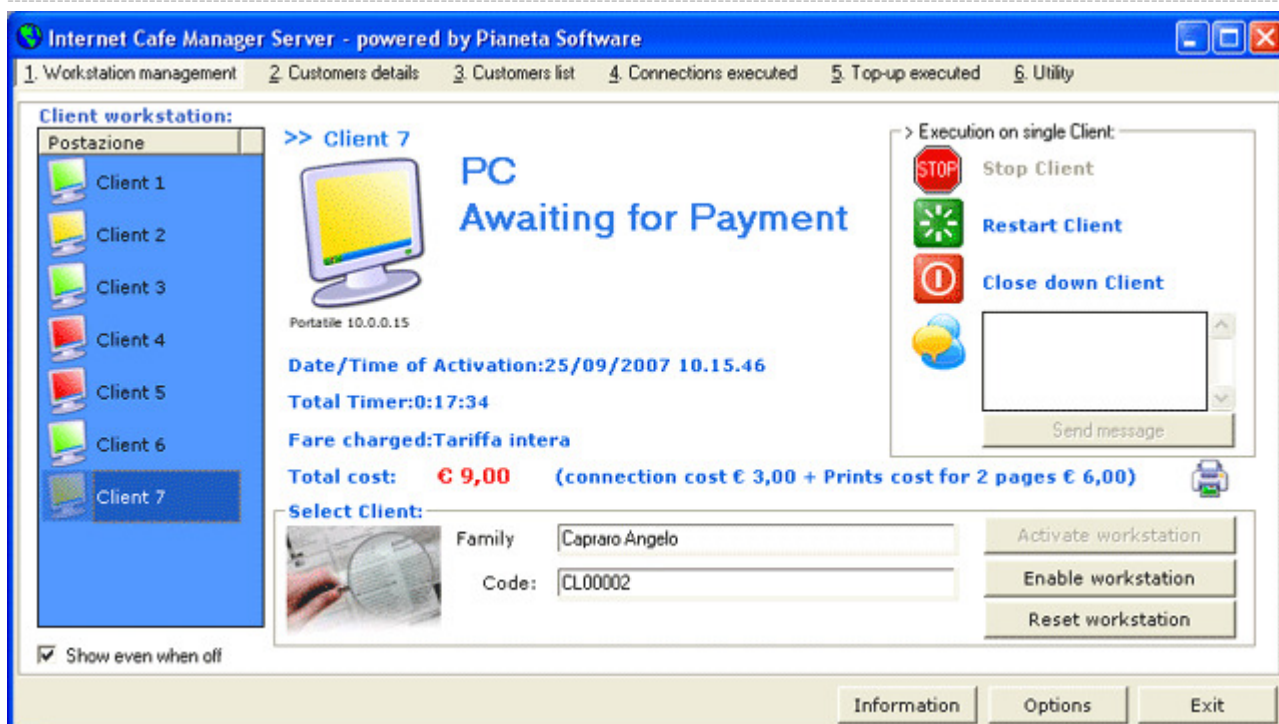 Internet Cafe Manager Server - powered by Pianeta Software
1. Workstation management 2. Customers details 3. Customers list 4. Connections executed 5. Top-up executed 6. Utility
Client workstation:
Postazione
Client 1
Client 2
Client 3
Client 4
Client 5
Client 6
Client 7
Show even when off
>> Client 7
PC
Awaiting for Payment
Portatile 10.0.0.15
Date/Time of Activation:25/09/2007 10.15.46
Total Timer:0:17:34
Fare charged:Tariffa intera
Total cost: € 9,00 (connection cost € 3,00 + Prints cost for 2 pages € 6,00)
> Execution on single Client:
STOP Stop Client
Restart Client
Close down Client
Send message
Select Client:
Family Capraro Angelo
Code: CL00002
Activate workstation
Enable workstation
Reset workstation
Information Options Exit